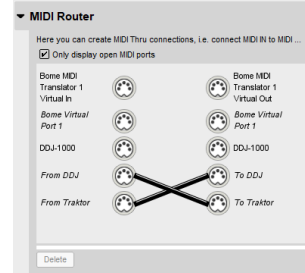 MIDI Router
Here you can create MIDI Thru connections, i.e. connect MIDI IN to MIDI ...
Only display open MIDI ports
Bome MIDI
Translator 1
Virtual In
Bome MIDI
Translator 1
Virtual Out
Bome Virtual
Port 1
Bome Virtual
Port 1
DDJ-1000
DDJ-1000
From DDJ
To DDJ
From Traktor
To Traktor
Delete